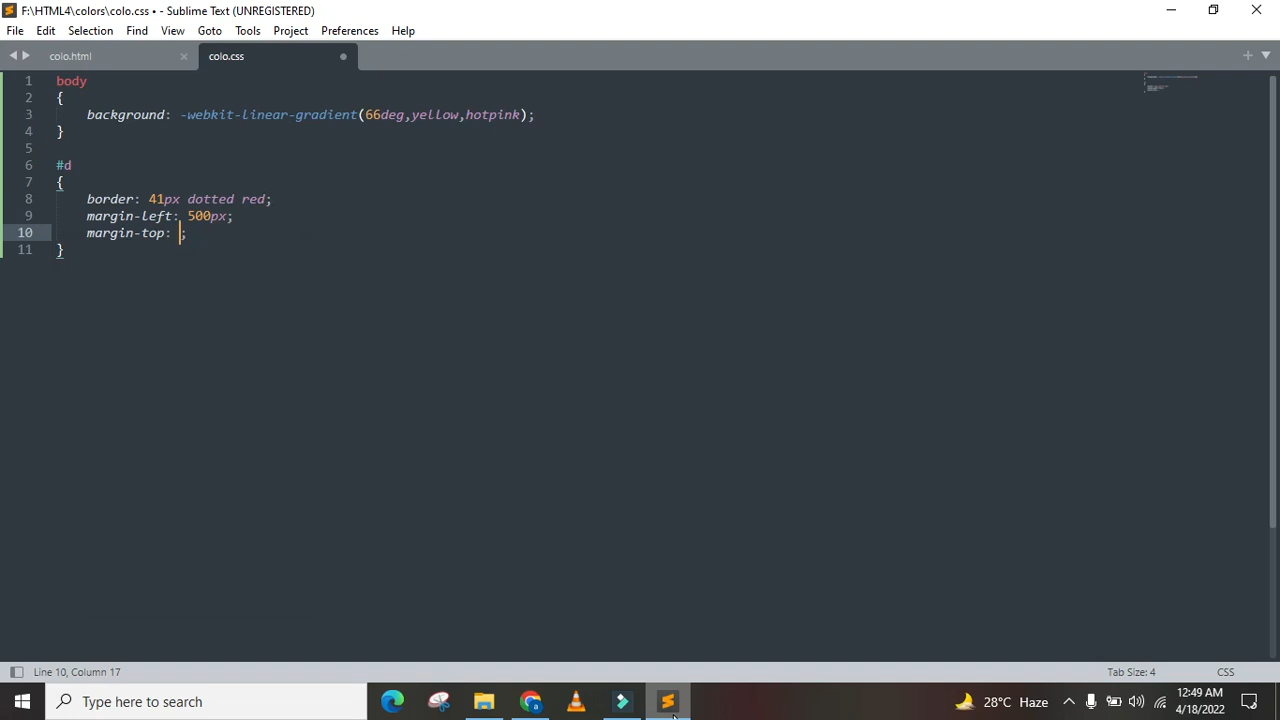 F:\HTML4\colors\colo.css • - Sublime Text (UNREGISTERED)
File Edit Selection Find View Goto Tools Project Preferences Help
colo.html × colo.css
1 body
2 {
3 background: -webkit-linear-gradient(66deg,yellow,hotpink);
4 }
5
6 #d
7 {
8 border: 41px dotted red;
9 margin-left: 500px;
10 margin-top: ;
11 }
Line 10, Column 17 Tab Size: 4 CSS
Type here to search 28°C Haze 12:49 AM
4/18/2022